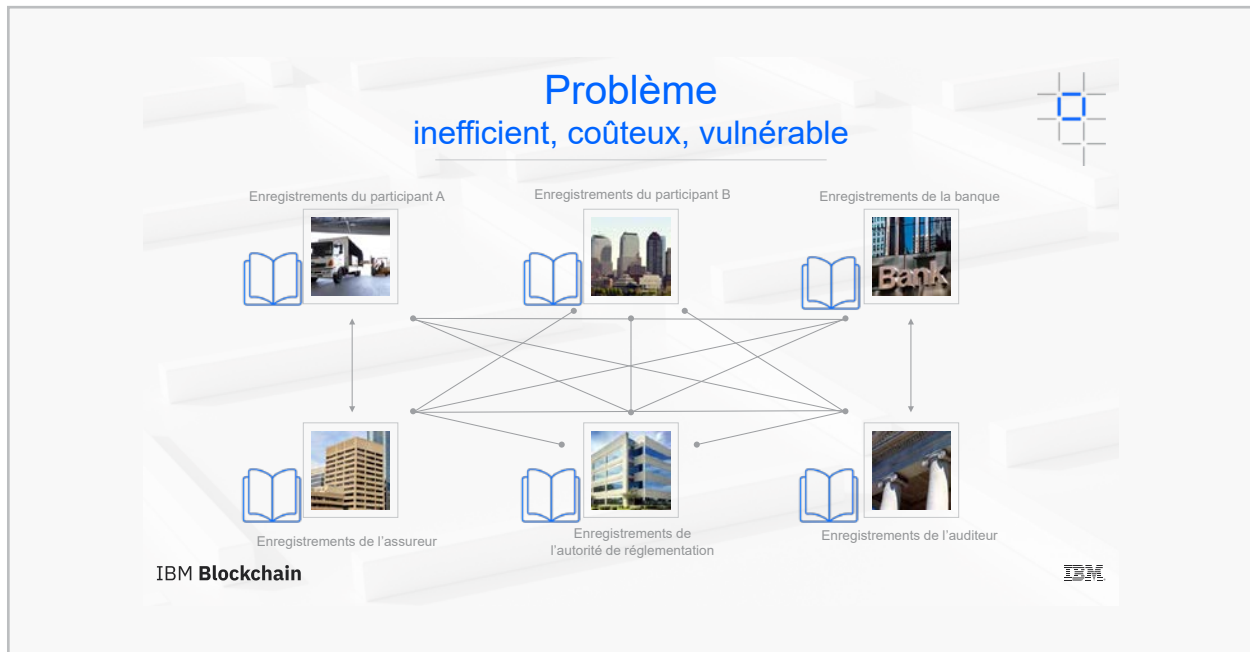 Problème
inefficient, coûteux, vulnérable
Enregistrements du participant A
Enregistrements du participant B
Enregistrements de la banque
Bank
Enregistrements de l’assureur
Enregistrements de
l’autorité de réglementation
Enregistrements de l’auditeur
IBM Blockchain
IBM.